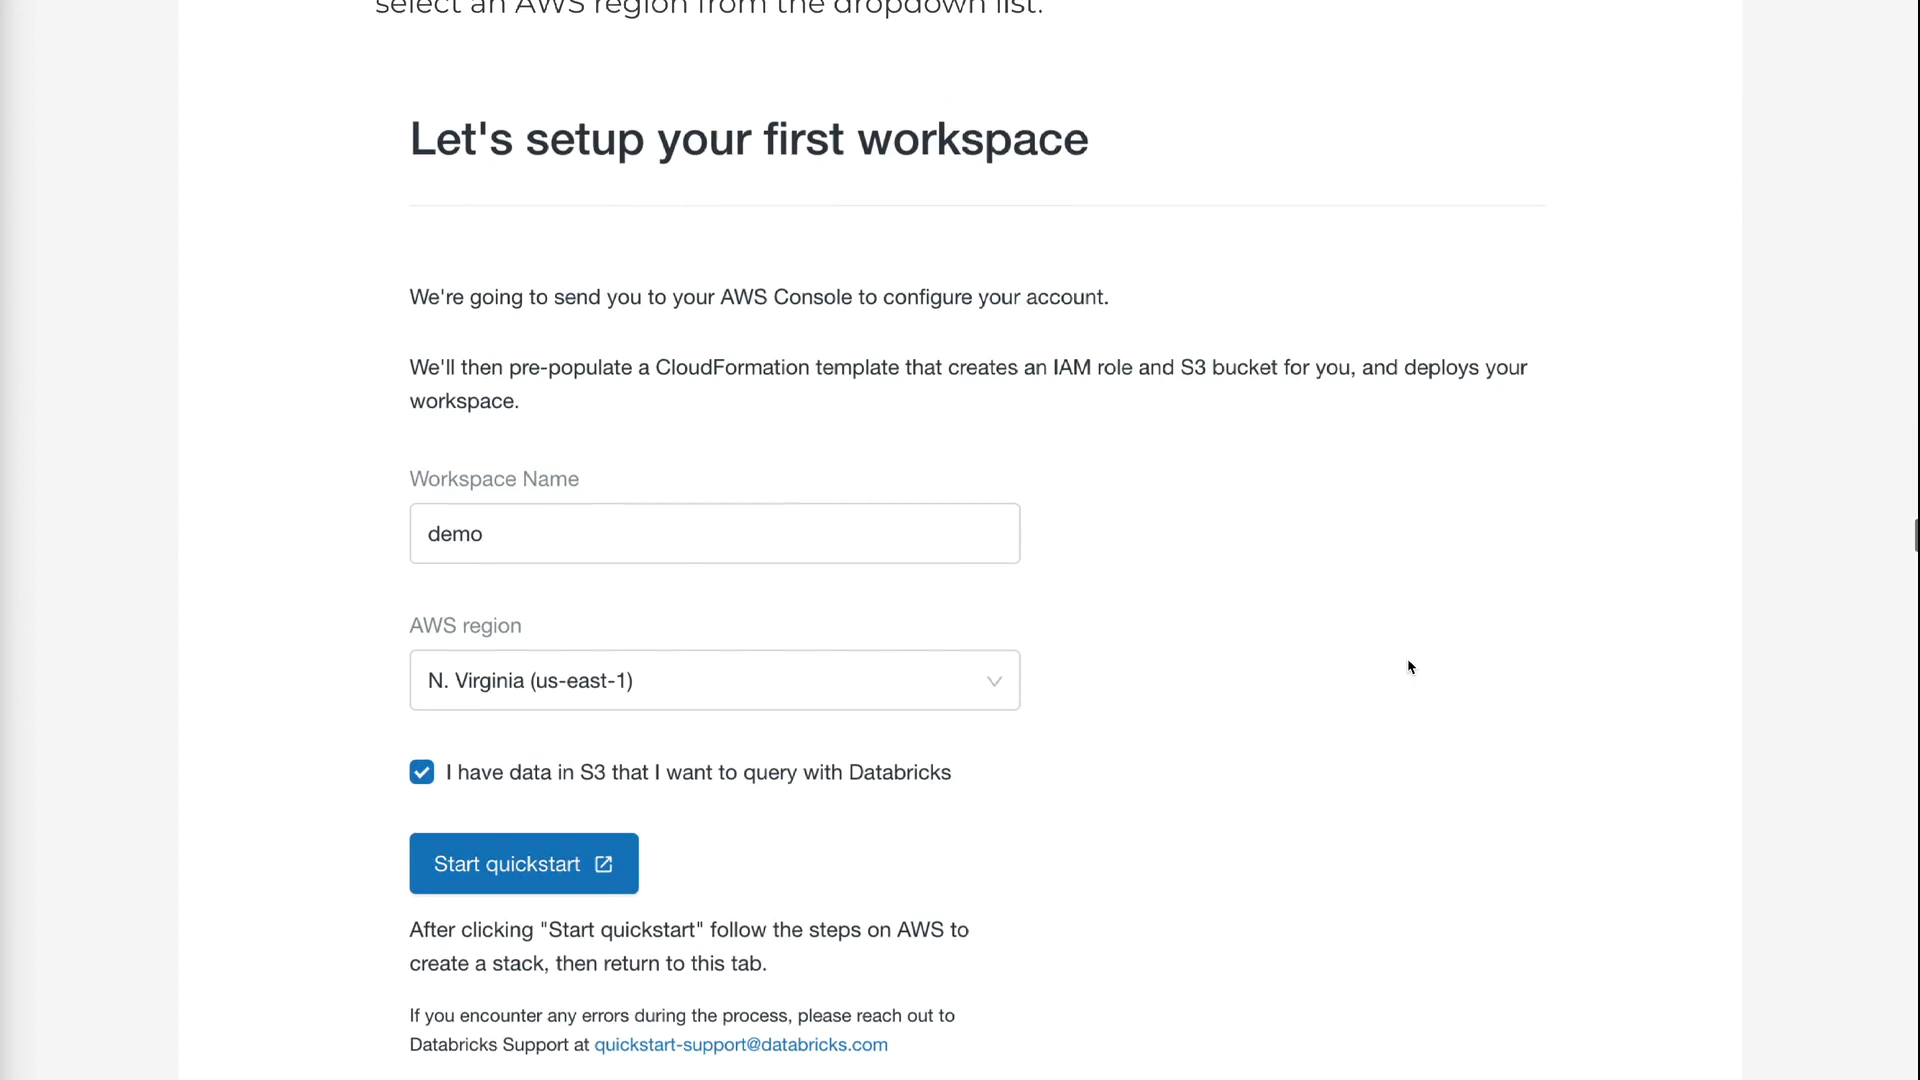 select an AWS region from the dropdown list.
Let's setup your first workspace
We're going to send you to your AWS Console to configure your account.
We'll then pre-populate a CloudFormation template that creates an IAM role and S3 bucket for you, and deploys your
workspace.
Workspace Name
demo
AWS region
N. Virginia (us-east-1)
I have data in S3 that I want to query with Databricks
Start quickstart
After clicking "Start quickstart" follow the steps on AWS to
create a stack, then return to this tab.
If you encounter any errors during the process, please reach out to
Databricks Support at quickstart-support@databricks.com